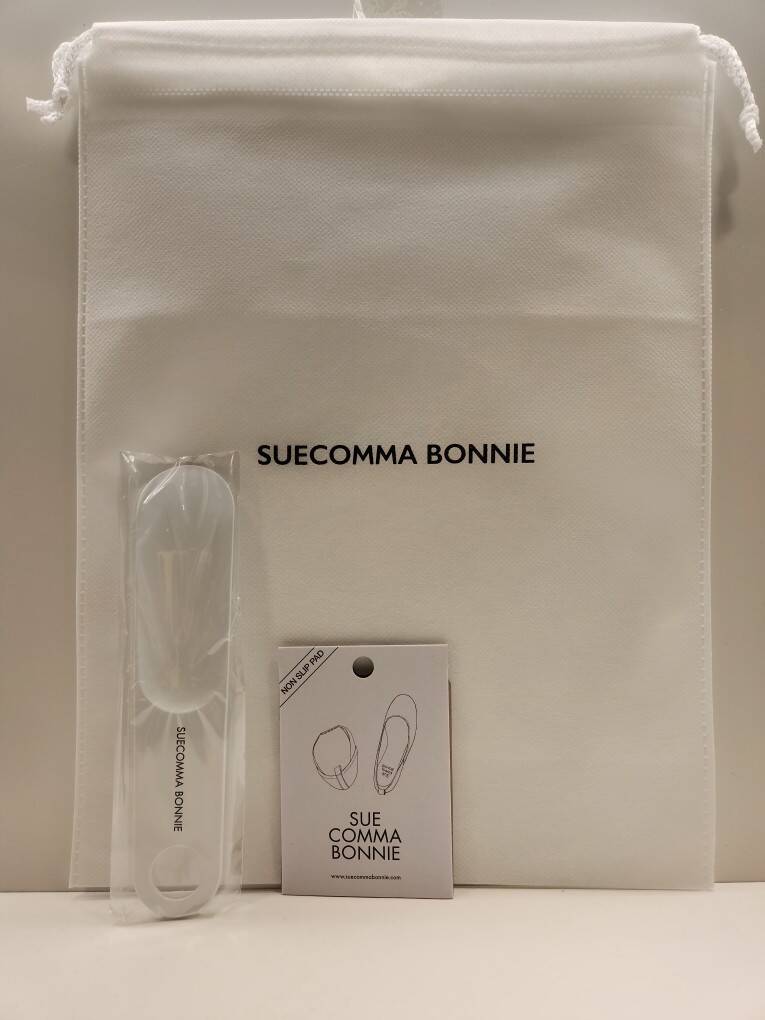 SUECOMMA BONNIE
SUECOMMA BONNIE
NON SLIP PAD
SUE
COMMA
BONNIE
www.suecommabonnie.com